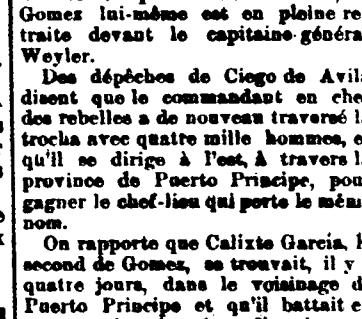 Gomez lui-même est en pleine re
traite devant le capitaine-généra
Weyler.
Des dépêches de Ciego de Avil
disent que le commandant en che
des rebelles a de nouveau traversé l
trocha avec quatre mille hommes, e
qu'il se dirige à l'est, à travers l
province de Puerto Principe, pou
gagner le chef-lieu qui porte le mêm
nom.
On rapporte que Calixte Garcia, l
second de Gomez, se trouvait, il y
quatre jours, dans le voisinage d
Puerto Principe et qu'il battait e